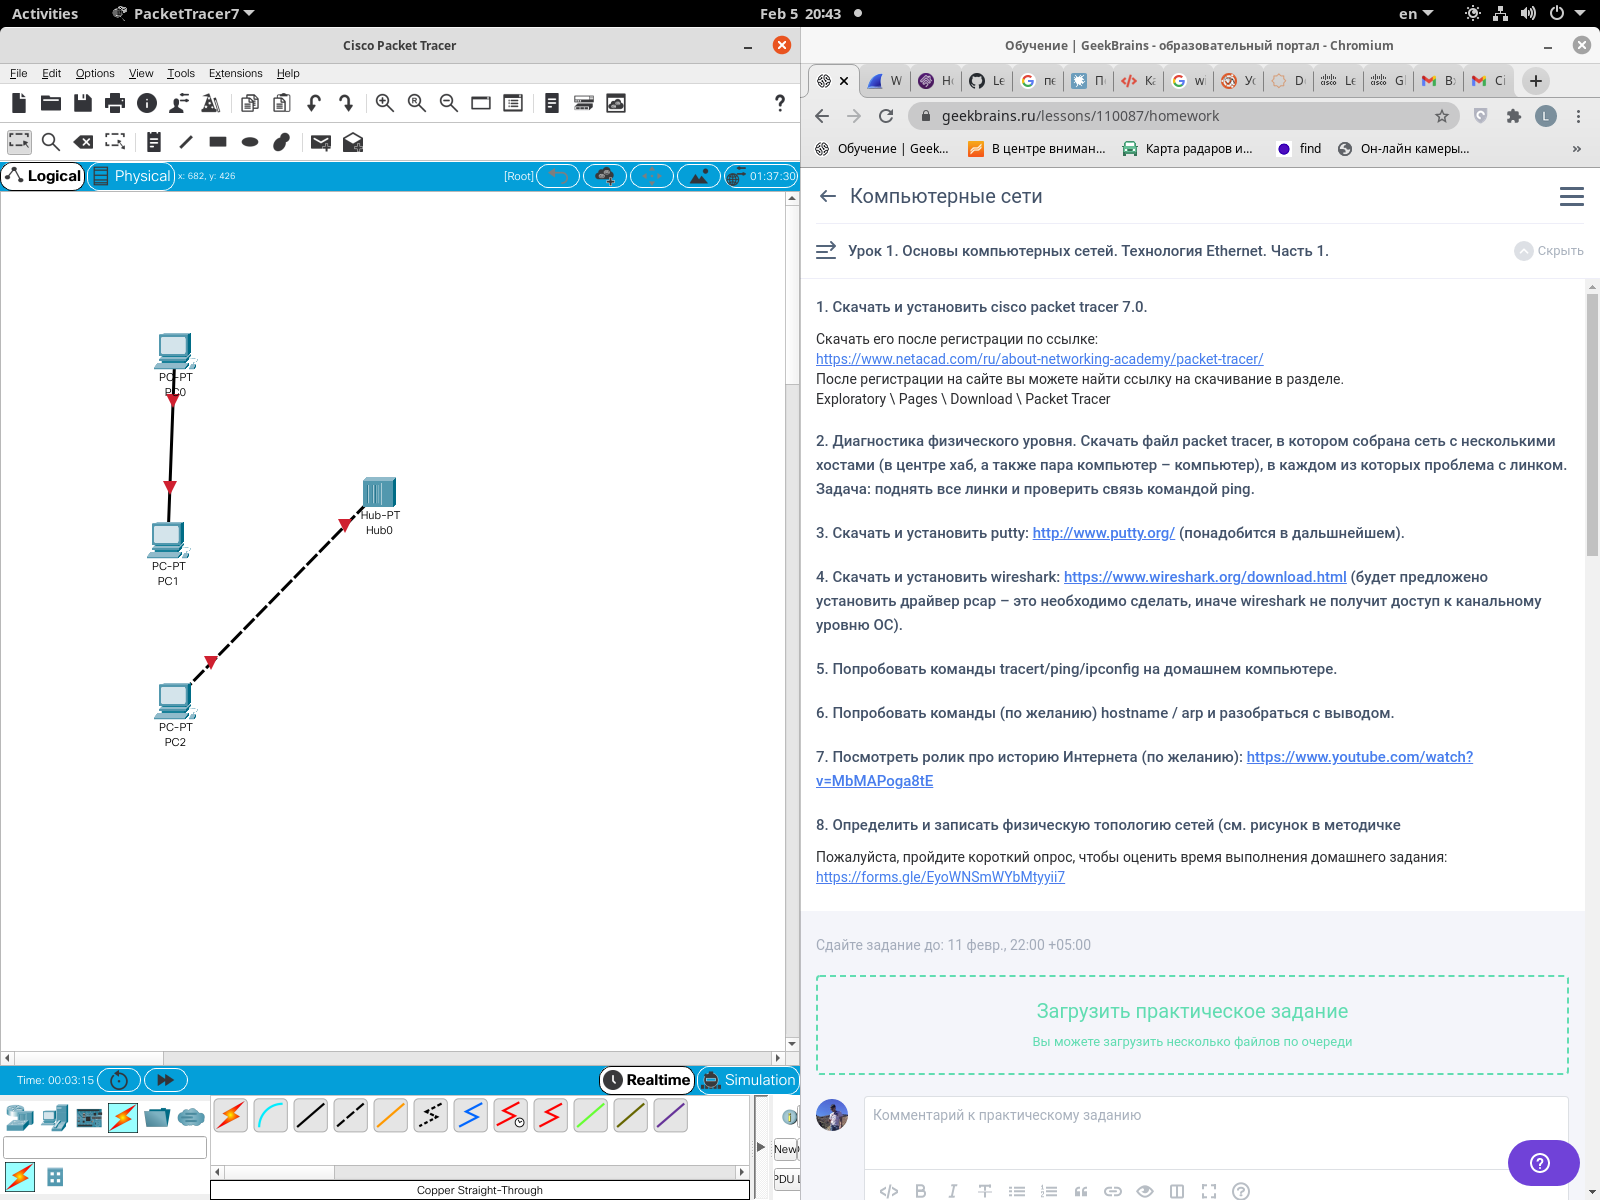 Activities
PacketTracer7
Feb 5 20:43
en
Cisco Packet Tracer
File Edit Options View Tools Extensions Help
?
Logical
Physical
x: 682, y: 426
[Root]
01:37:30
PC-PT
PC0
PC-PT
PC1
Hub-PT
Hub0
PC-PT
PC2
Time: 00:03:15
Realtime
Simulation
New
PDU L
Copper Straight-Through
Обучение | GeekBrains - образовательный портал - Chromium
geekbrains.ru/lessons/110087/homework
L
Обучение | Geek...
В центре вниман...
Карта радаров и...
find
Он-лайн камеры...
»
Компьютерные сети
Урок 1. Основы компьютерных сетей. Технология Ethernet. Часть 1.
Скрыть
1. Скачать и установить cisco packet tracer 7.0.
Скачать его после регистрации по ссылке:
https://www.netacad.com/ru/about-networking-academy/packet-tracer/
После регистрации на сайте вы можете найти ссылку на скачивание в разделе.
Exploratory \ Pages \ Download \ Packet Tracer
2. Диагностика физического уровня. Скачать файл packet tracer, в котором собрана сеть с несколькими
хостами (в центре хаб, а также пара компьютер – компьютер), в каждом из которых проблема с линком.
Задача: поднять все линки и проверить связь командой ping.
3. Скачать и установить putty: http://www.putty.org/ (понадобится в дальшнейшем).
4. Скачать и установить wireshark: https://www.wireshark.org/download.html (будет предложено
установить драйвер pcap – это необходимо сделать, иначе wireshark не получит доступ к канальному
уровню ОС).
5. Попробовать команды tracert/ping/ipconfig на домашнем компьютере.
6. Попробовать команды (по желанию) hostname / arp и разобраться с выводом.
7. Посмотреть ролик про историю Интернета (по желанию): https://www.youtube.com/watch?
v=MbMAPoga8tE
8. Определить и записать физическую топологию сетей (см. рисунок в методичке
Пожалуйста, пройдите короткий опрос, чтобы оценить время выполнения домашнего задания:
https://forms.gle/EyoWNSmWYbMtyyii7
Сдайте задание до: 11 февр., 22:00 +05:00
Загрузить практическое задание
Вы можете загрузить несколько файлов по очереди
Комментарий к практическому заданию